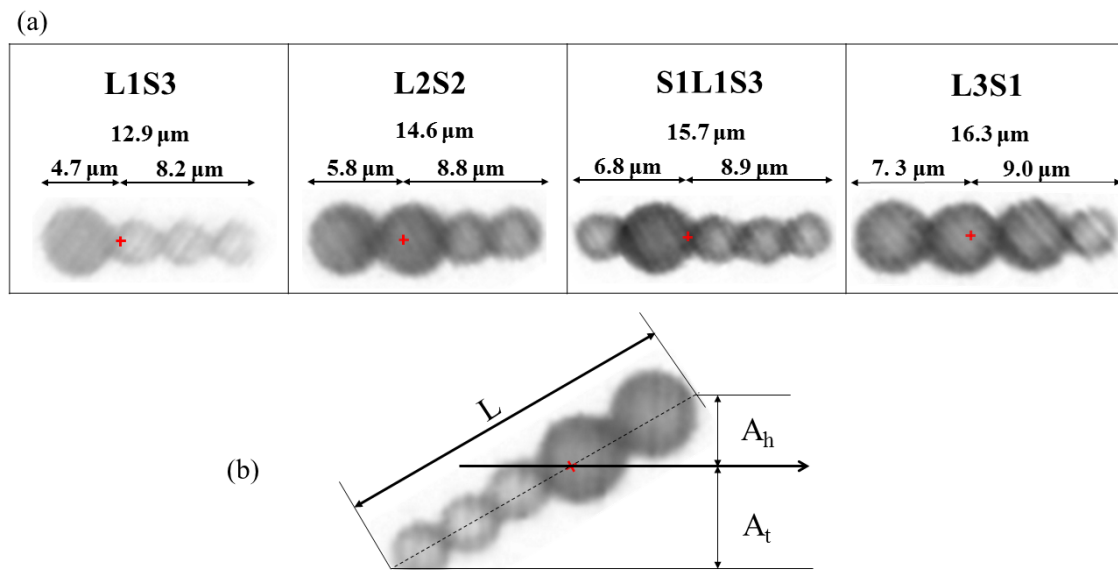 (a)
L1S3
12.9 μm
4.7 μm 8.2 μm
L2S2
14.6 μm
5.8 μm 8.8 μm
S1L1S3
15.7 μm
6.8 μm 8.9 μm
L3S1
16.3 μm
7. 3 μm 9.0 μm
(b)
L
A_h
A_t